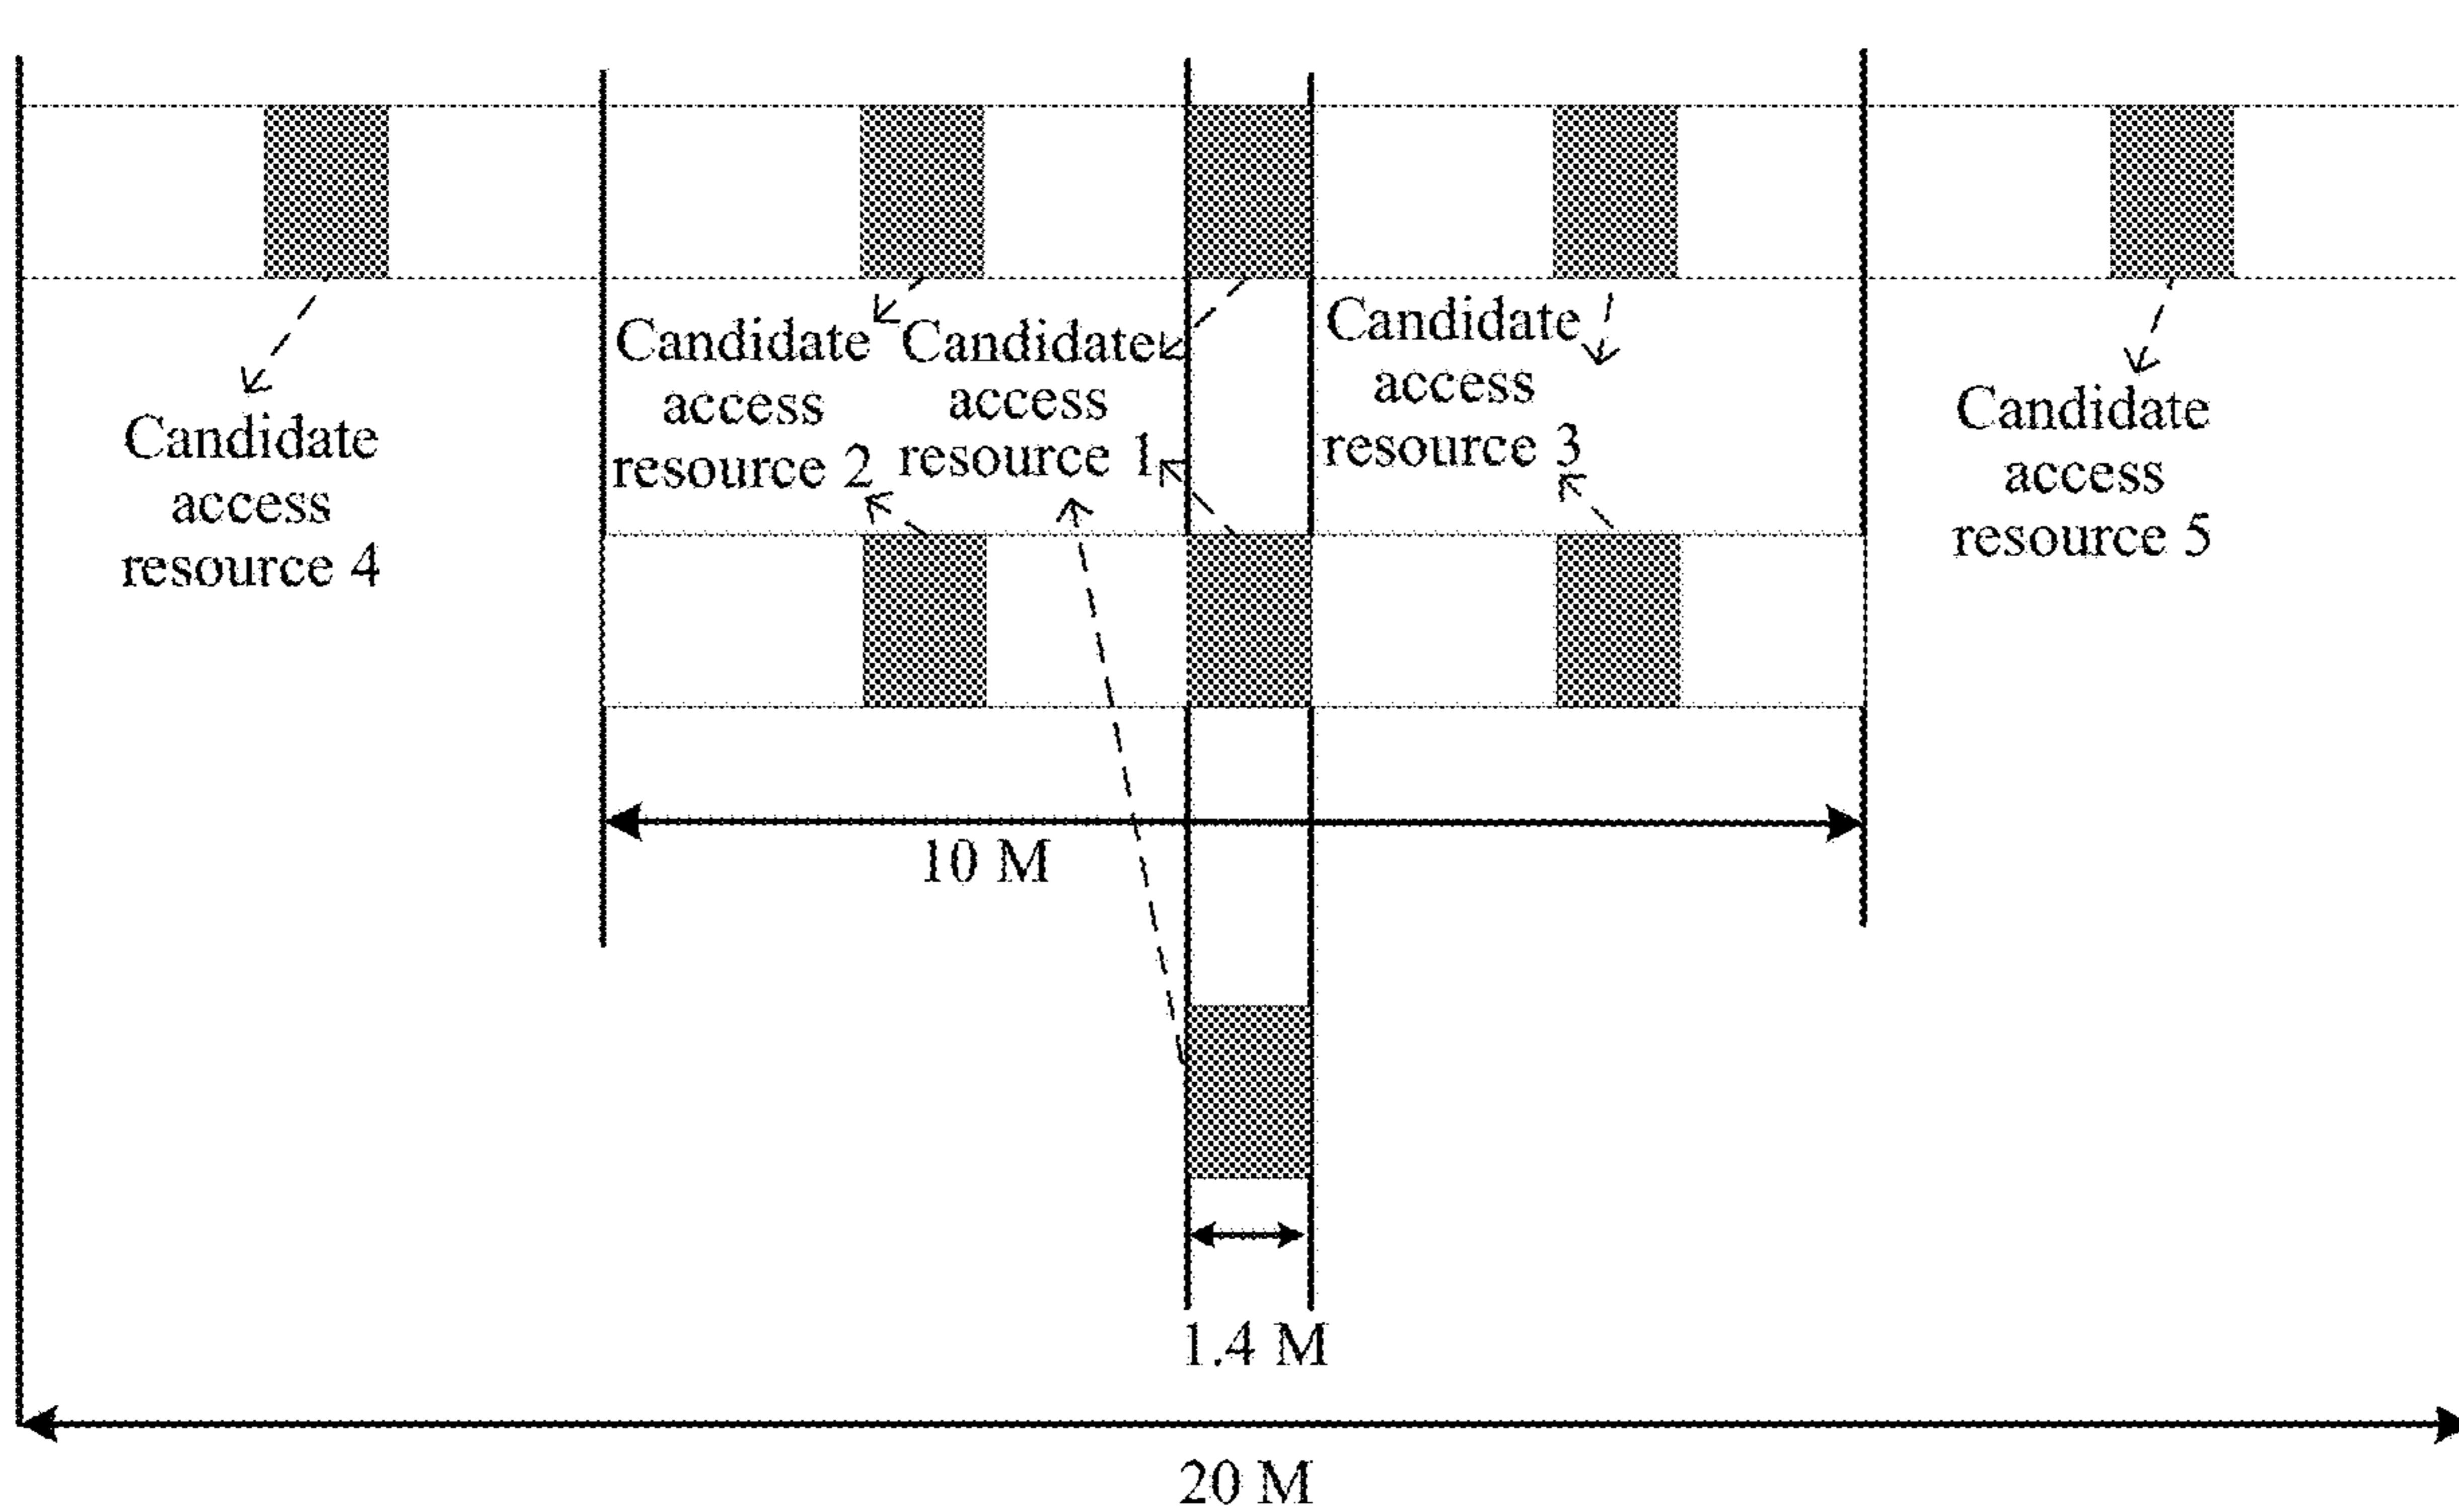 Candidate
access
resource 4
Candidate
access
resource 2
Candidate
access
resource 1
Candidate
access
resource 3
Candidate
access
resource 5
10 M
1.4 M
20 M